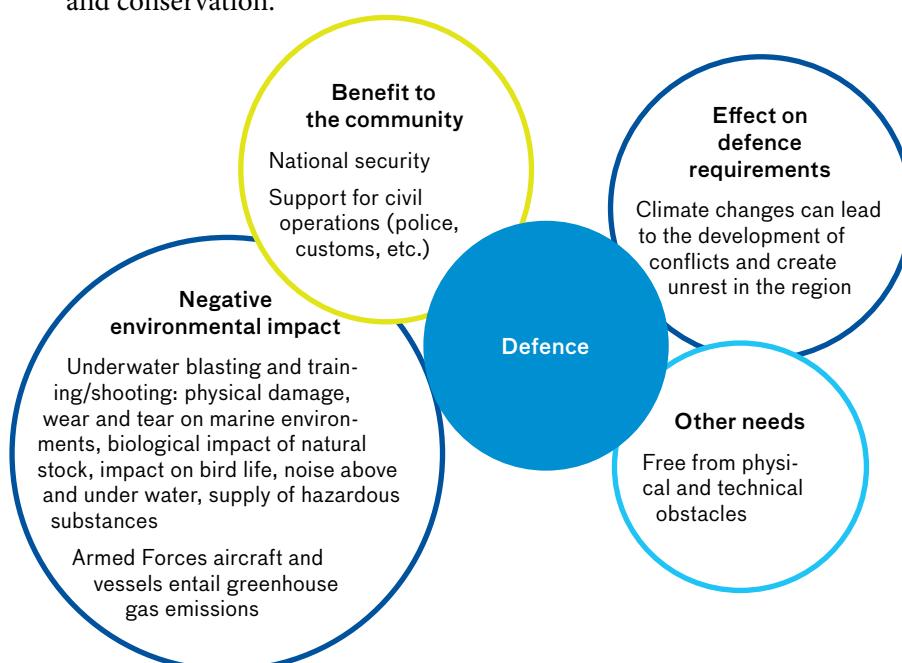 and conservation.
Benefit to
the community
National security
Support for civil
operations (police,
customs, etc.)
Effect on
defence
requirements
Climate changes can lead
to the development of
conflicts and create
unrest in the region
Negative
environmental impact
Underwater blasting and train-
ing/shooting: physical damage,
wear and tear on marine environ-
ments, biological impact of natural
stock, impact on bird life, noise above
and under water, supply of hazardous
substances
Armed Forces aircraft and
vessels entail greenhouse
gas emissions
Defence
Other needs
Free from physi-
cal and technical
obstacles